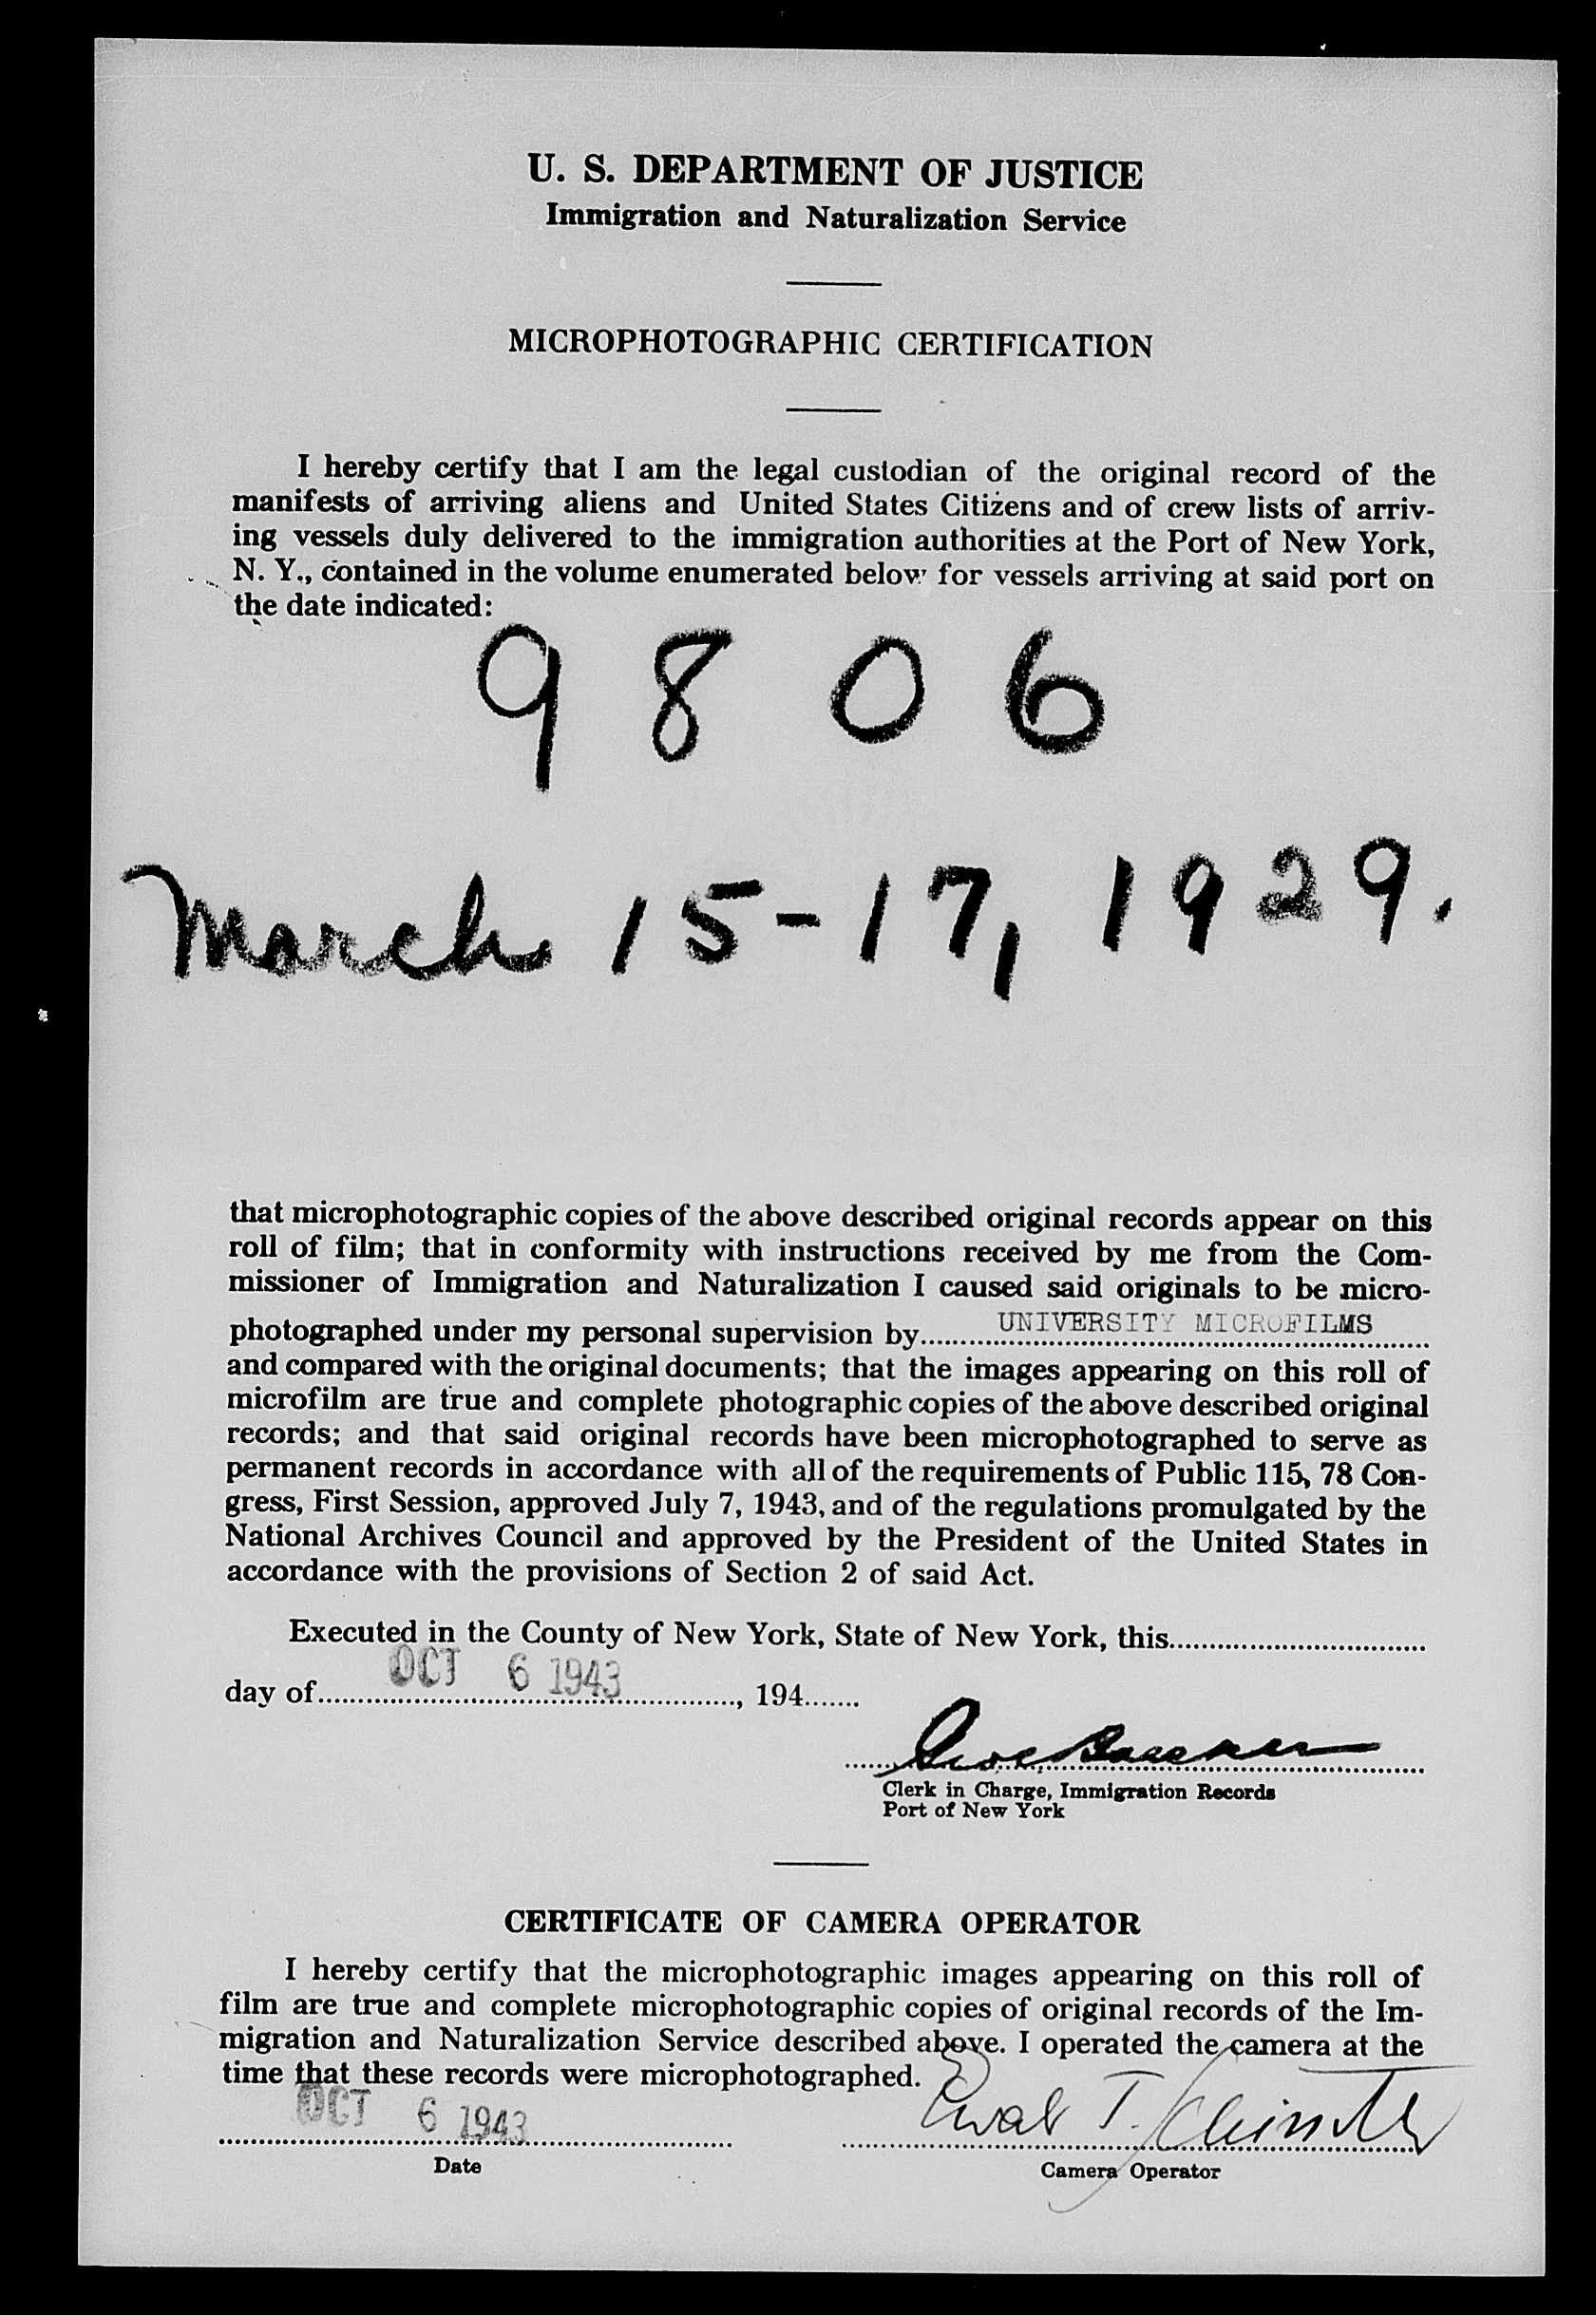 U. S. DEPARTMENT OF JUSTICE
Immigration and Naturalization Service
MICROPHOTOGRAPHIC CERTIFICATION
I hereby certify that I am the legal custodian of the original record of the
manifests of arriving aliens and United States Citizens and of crew lists of arriv-
ing vessels duly delivered to the immigration authorities at the Port of New York,
N. Y., contained in the volume enumerated below for vessels arriving at said port on
the date indicated:
9806
March 15-17, 1929.
that microphotographic copies of the above described original records appear on this
roll of film; that in conformity with instructions received by me from the Com-
missioner of Immigration and Naturalization I caused said originals to be micro-
photographed under my personal supervision by UNIVERSITY MICROFILMS
and compared with the original documents; that the images appearing on this roll of
microfilm are true and complete photographic copies of the above described original
records; and that said original records have been microphotographed to serve as
permanent records in accordance with all of the requirements of Public 115, 78 Con-
gress, First Session, approved July 7, 1943, and of the regulations promulgated by the
National Archives Council and approved by the President of the United States in
accordance with the provisions of Section 2 of said Act.
Executed in the County of New York, State of New York, this
day of OCT 6 1943, 194
Clerk in Charge, Immigration Records
Port of New York
CERTIFICATE OF CAMERA OPERATOR
I hereby certify that the microphotographic images appearing on this roll of
film are true and complete microphotographic copies of original records of the Im-
migration and Naturalization Service described above. I operated the camera at the
time that these records were microphotographed.
OCT 6 1943
T.
Date
Camera Operator